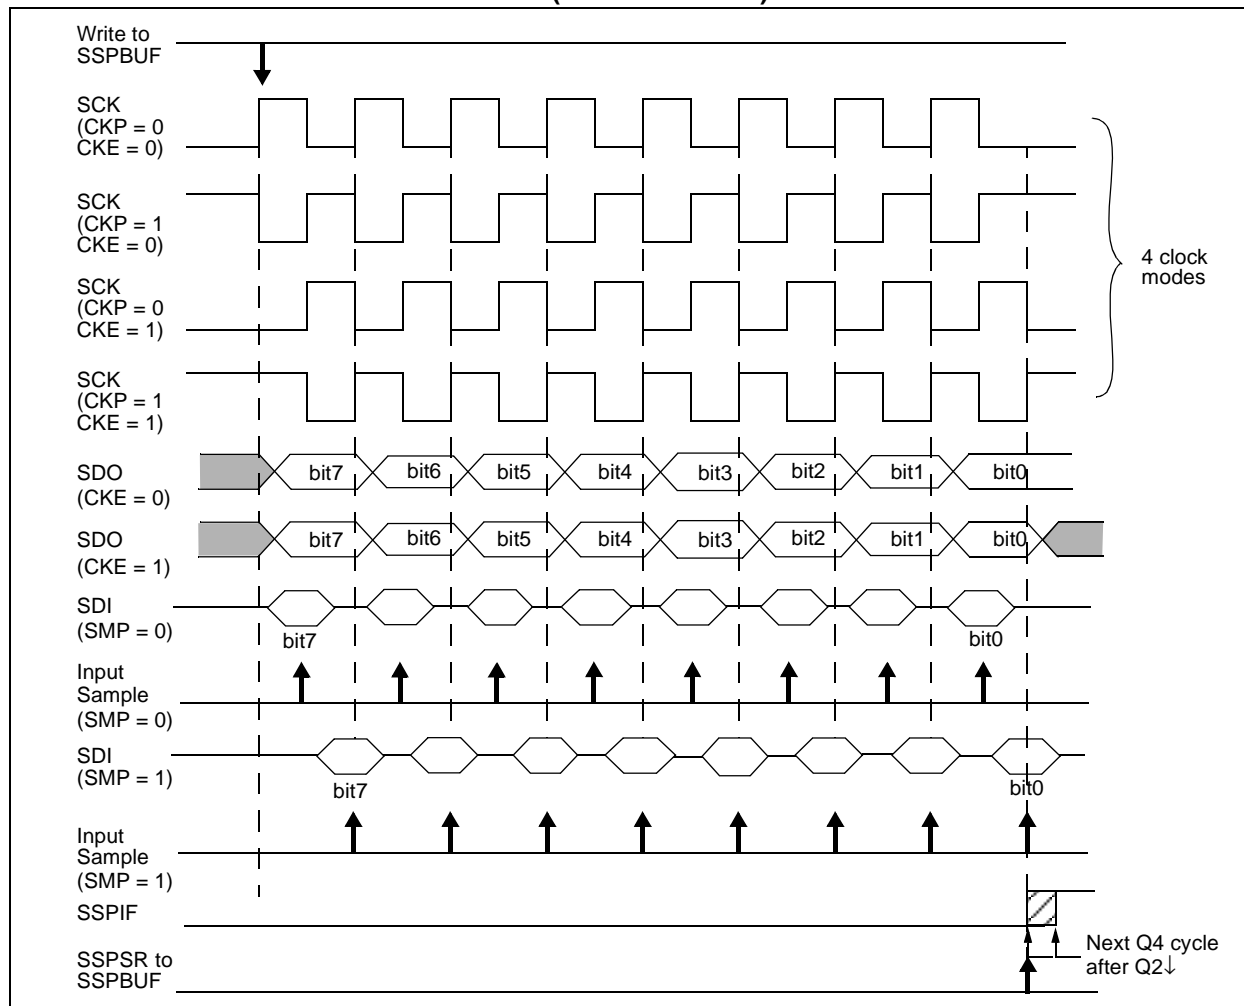 Write to
SSPBUF
SCK
(CKP = 0
CKE = 0)
SCK
(CKP = 1
CKE = 0)
4 clock
modes
SCK
(CKP = 0
CKE = 1)
SCK
(CKP = 1
CKE = 1)
SDO
(CKE = 0)
bit7 bit6 bit5 bit4 bit3 bit2 bit1 bit0
SDO
(CKE = 1)
bit7 bit6 bit5 bit4 bit3 bit2 bit1 bit0
SDI
(SMP = 0)
bit7 bit0
Input
Sample
(SMP = 0)
SDI
(SMP = 1)
bit7 bit0
Input
Sample
(SMP = 1)
SSPIF
Next Q4 cycle
after Q2↓
SSPSR to
SSPBUF